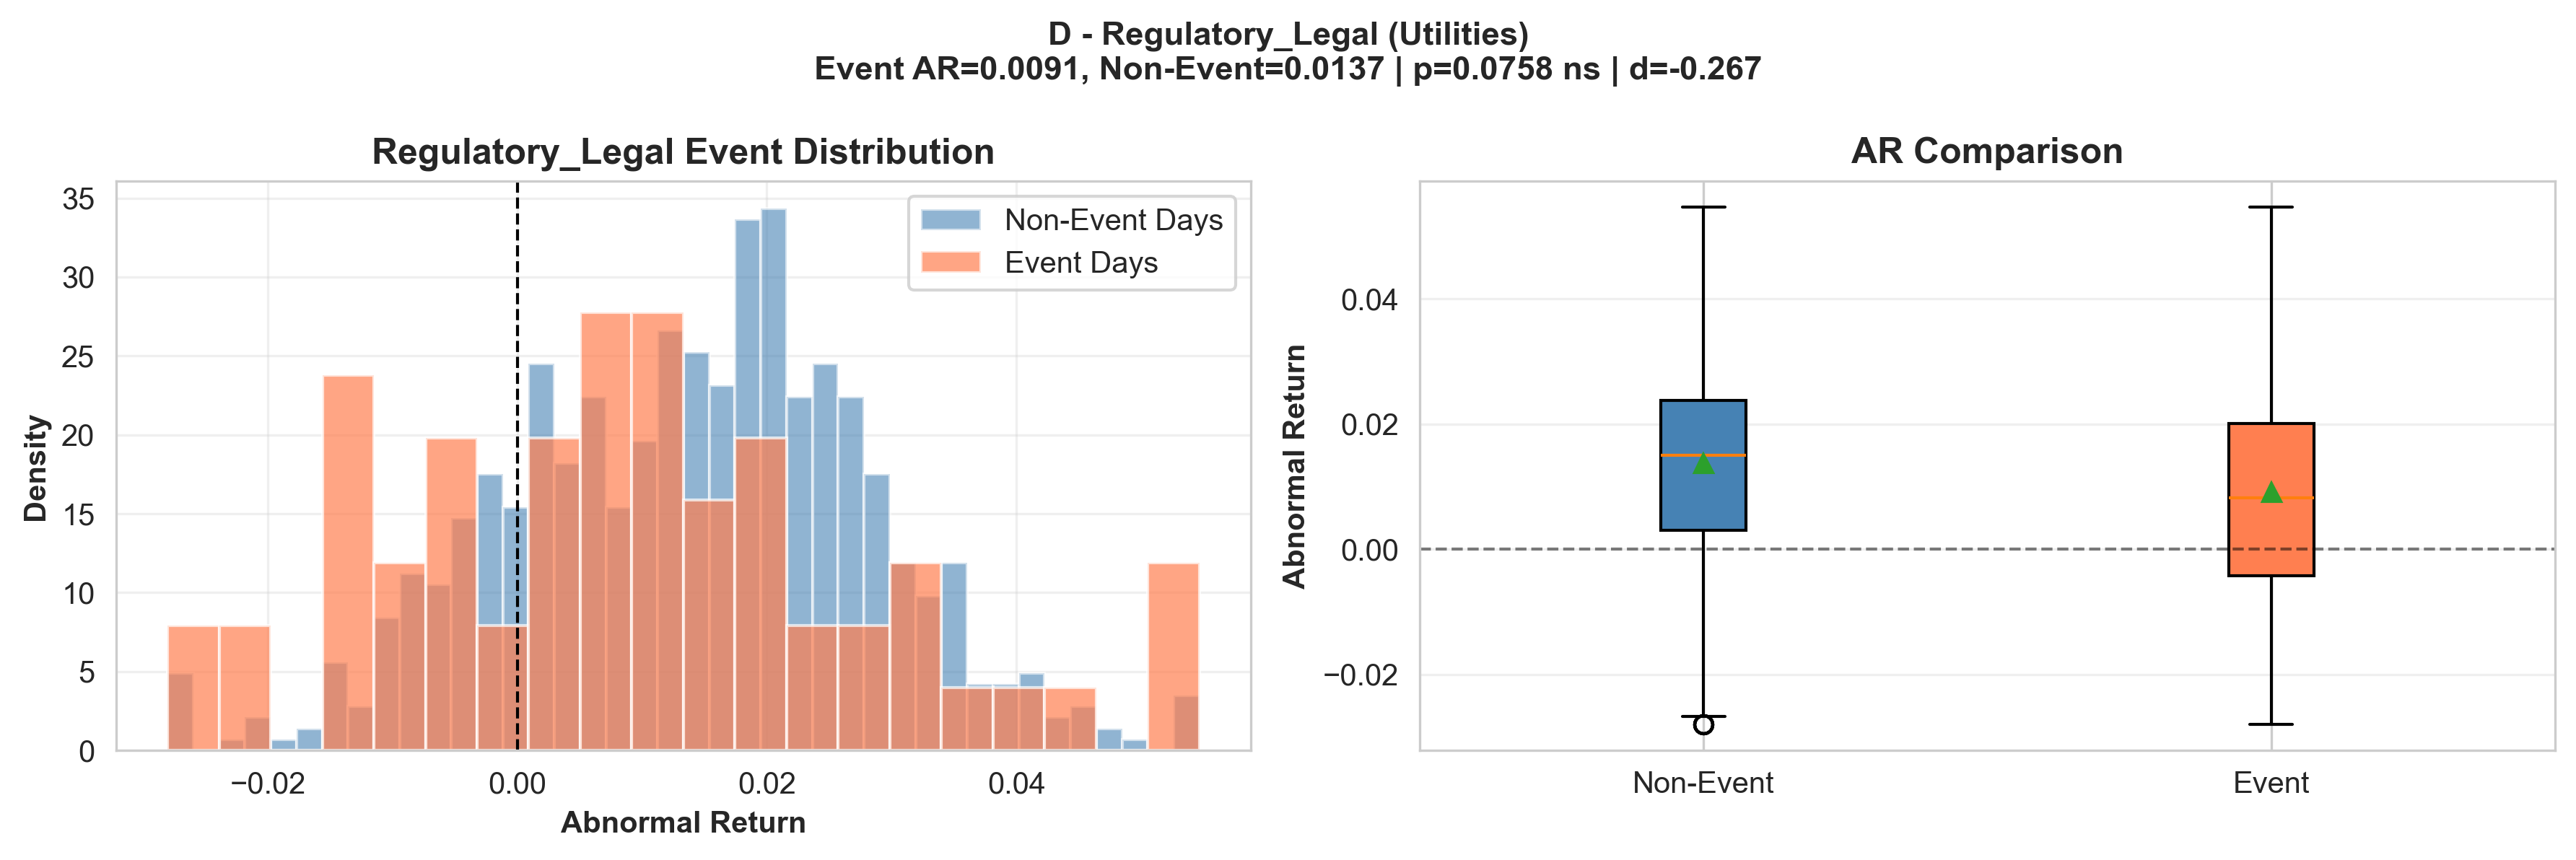 D - Regulatory_Legal (Utilities)
Event AR=0.0091, Non-Event=0.0137 | p=0.0758 ns | d=-0.267
Regulatory_Legal Event Distribution
Non-Event Days
Event Days
35
30
25
20
15
10
5
0
Density
−0.02
0.00
0.02
0.04
Abnormal Return
AR Comparison
0.04
0.02
0.00
−0.02
Abnormal Return
Non-Event
Event